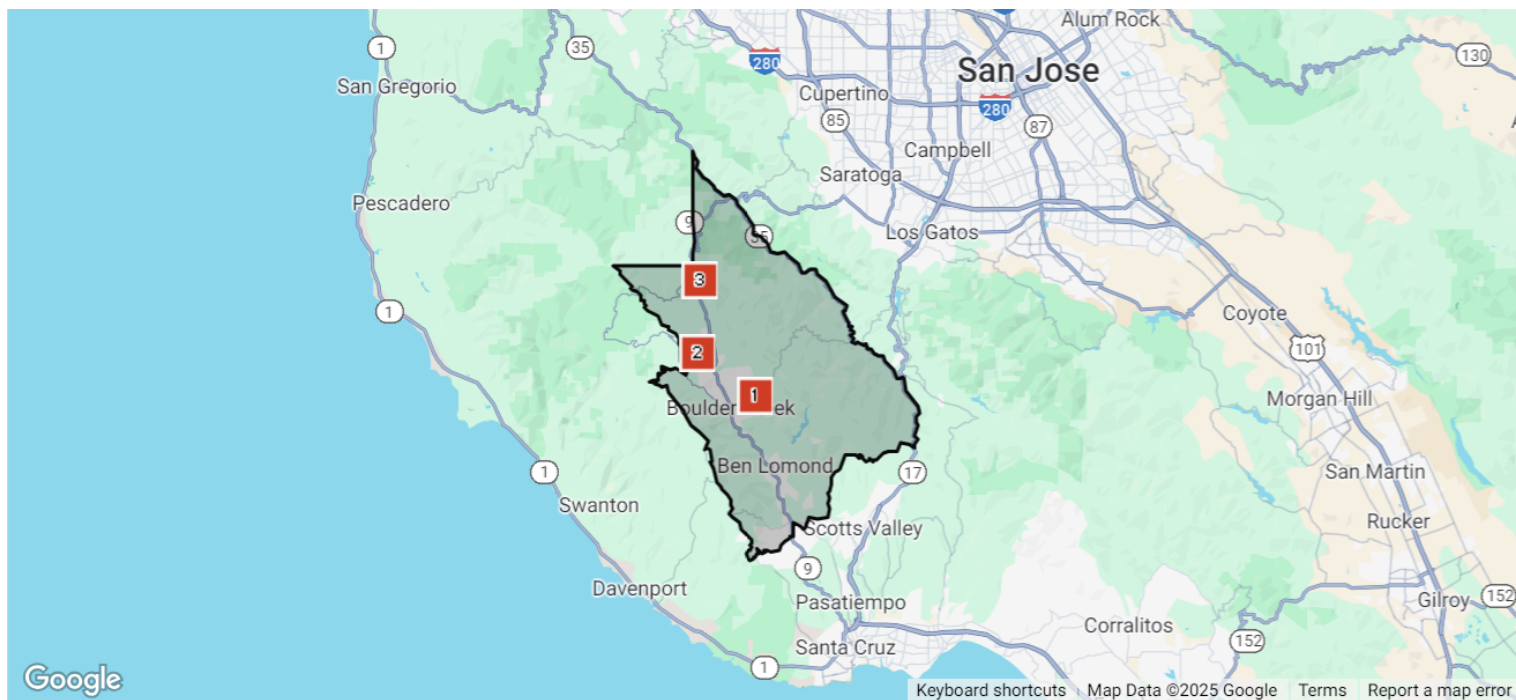 Alum Rock
35
1
280
130
San Jose
San Gregorio
Cupertino
280
85
87
Campbell
Saratoga
Pescadero
9
Los Gatos
35
3
1
Coyote
101
2
1
Morgan Hill
Boulder Creek
Ben Lomond
17
1
San Martin
Swanton
Scotts Valley
Rucker
9
Davenport
Pasatiempo
Gilroy
152
Corralitos
152
Santa Cruz
1
Google
Keyboard shortcuts Map Data ©2025 Google Terms Report a map error